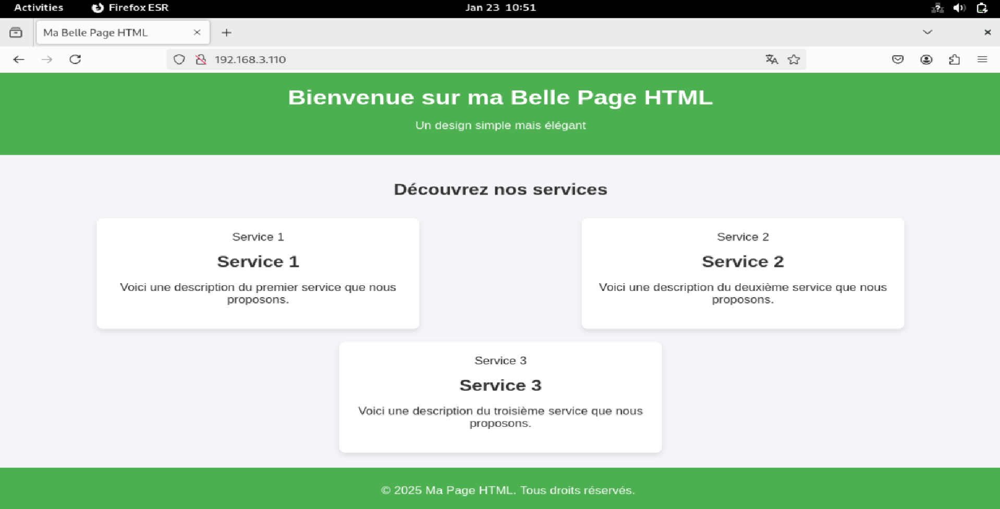 Activities Firefox ESR Jan 23 10:51
Ma Belle Page HTML
192.168.3.110
Bienvenue sur ma Belle Page HTML
Un design simple mais élégant
Découvrez nos services
Service 1
Service 1
Voici une description du premier service que nous
proposons.
Service 2
Service 2
Voici une description du deuxième service que nous
proposons.
Service 3
Service 3
Voici une description du troisième service que nous
proposons.
© 2025 Ma Page HTML. Tous droits réservés.